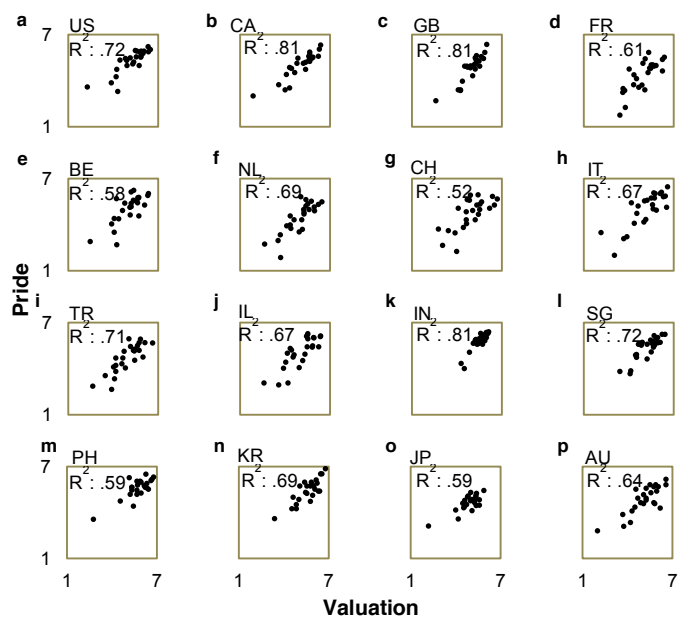 a US b CA c GB d FR
7 R²: .72 R²: .81 R²: .81 R²: .61
1
e BE f NL g CH h IT
7 R²: .58 R²: .69 R²: .52 R²: .67
1
Pride
i TR j IL k IN l SG
7 R²: .71 R²: .67 R²: .81 R²: .72
1
m PH n KR o JP p AU
7 R²: .59 R²: .69 R²: .59 R²: .64
1
1 7 1 7 1 7 1 7
Valuation